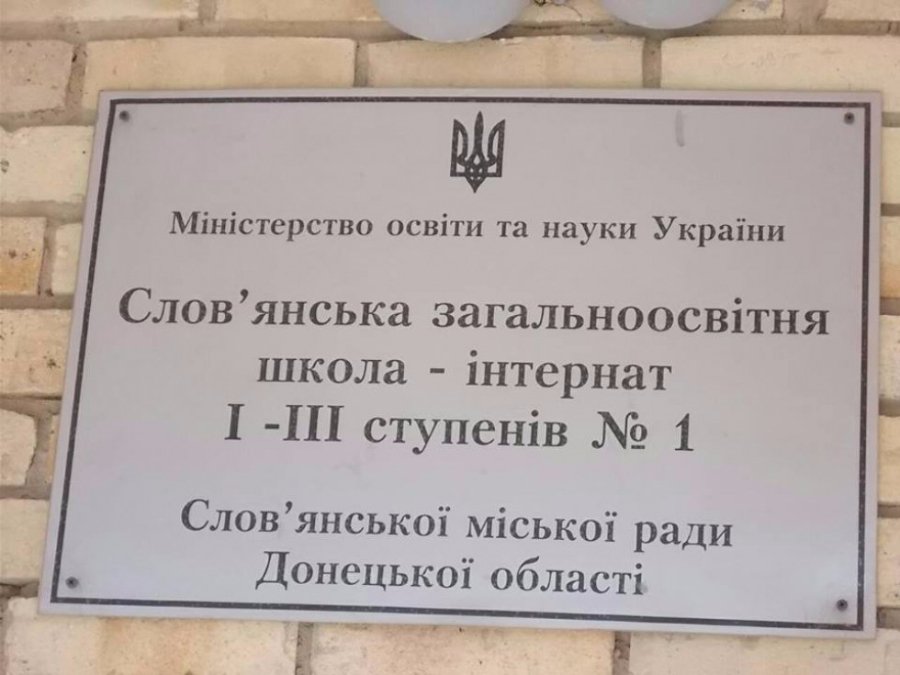 Міністерство освіти та науки України
Слов’янська загальноосвітня
школа - інтернат
І -ІІІ ступенів № 1
Слов’янської міської ради
Донецької області